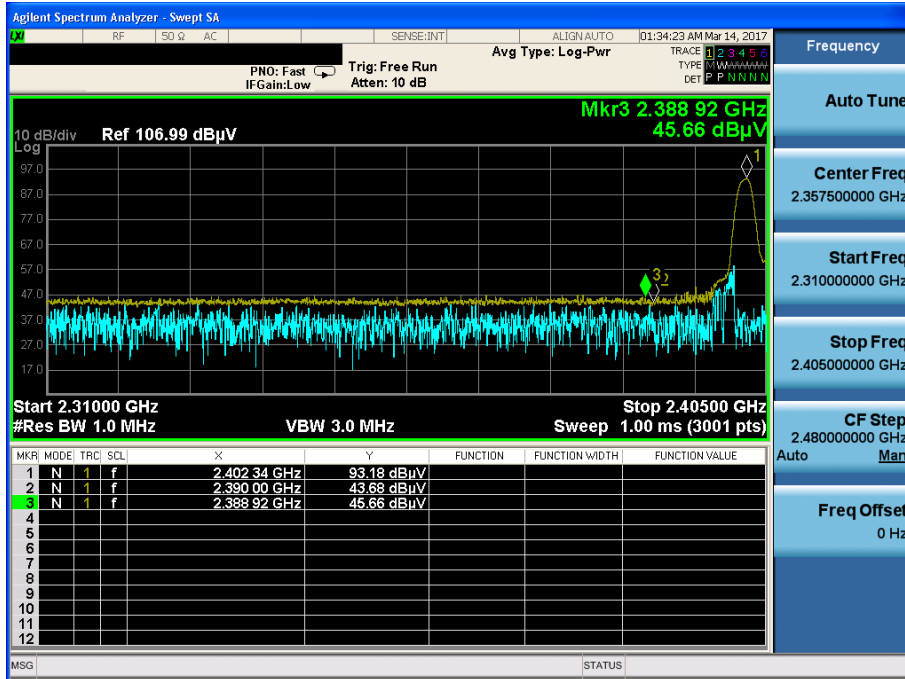 Agilent Spectrum Analyzer - Swept SA
LXI RF 50 Ω AC SENSE:INT ALIGN AUTO 01:34:23 AM Mar 14, 2017
PNO: Fast Trig: Free Run Avg Type: Log-Pwr TRACE 1 2 3 4 5 6
IFGain:Low Atten: 10 dB TYPE M WWWWW
DET P P N N N N
Mkr3 2.388 92 GHz
45.66 dBµV
10 dB/div Ref 106.99 dBµV
Log
97.0
87.0
77.0
67.0
57.0
47.0
37.0
27.0
17.0
1
3 2
Start 2.31000 GHz Stop 2.40500 GHz
#Res BW 1.0 MHz VBW 3.0 MHz Sweep 1.00 ms (3001 pts)
MKR MODE TRC SCL X Y FUNCTION FUNCTION WIDTH FUNCTION VALUE
1 N 1 f 2.402 34 GHz 93.18 dBµV
2 N 1 f 2.390 00 GHz 43.68 dBµV
3 N 1 f 2.388 92 GHz 45.66 dBµV
4
5
6
7
8
9
10
11
12
MSG STATUS
Frequency
Auto Tune
Center Freq
2.357500000 GHz
Start Freq
2.310000000 GHz
Stop Freq
2.405000000 GHz
CF Step
2.480000000 GHz
Auto Man
Freq Offset
0 Hz